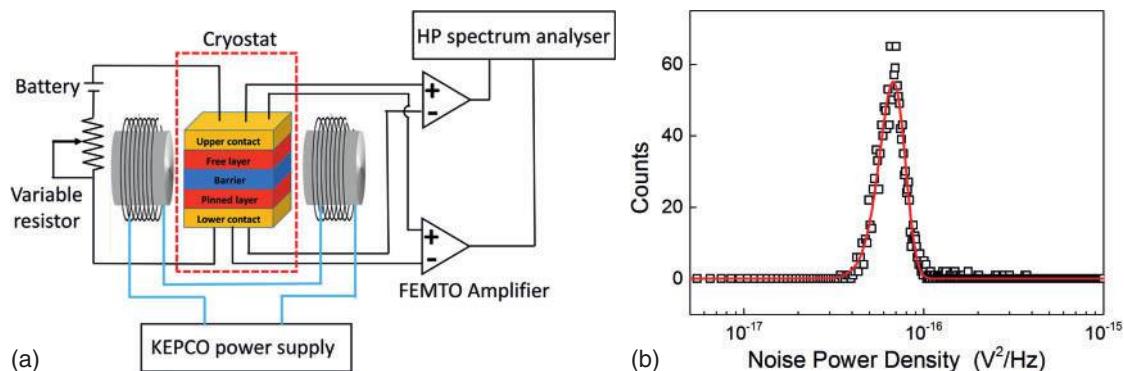 Cryostat
HP spectrum analyser
Battery
+
-
Upper contact
Free layer
Barrier
Pinned layer
Lower contact
Variable
resistor
+
-
FEMTO Amplifier
KEPCO power supply
(a)
60
40
20
0
Counts
10-17
10-16
10-15
Noise Power Density (V2/Hz)
(b)